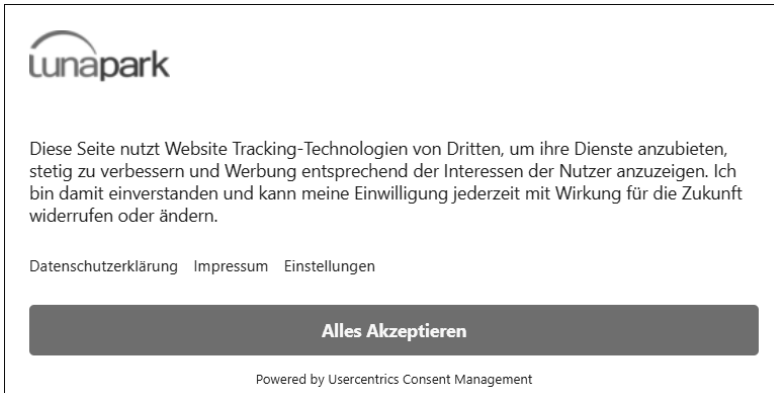 Lunapark
Diese Seite nutzt Website Tracking-Technologien von Dritten, um ihre Dienste anzubieten,
stetig zu verbessern und Werbung entsprechend der Interessen der Nutzer anzuzeigen. Ich
bin damit einverstanden und kann meine Einwilligung jederzeit mit Wirkung für die Zukunft
widerrufen oder ändern.
Datenschutzerklärung Impressum Einstellungen
Alles Akzeptieren
Powered by Usercentrics Consent Management